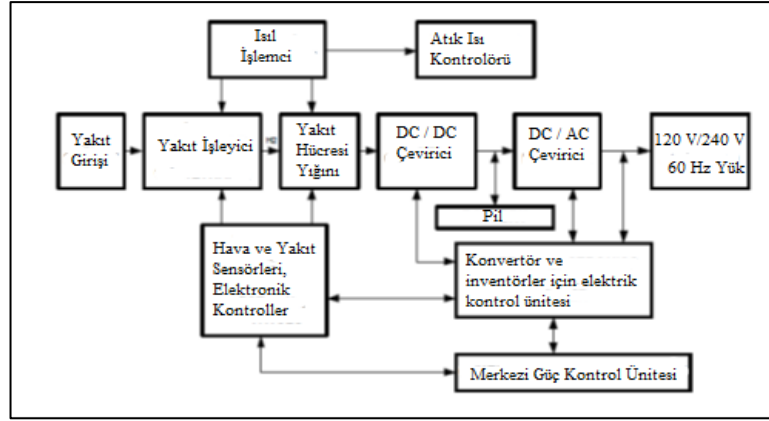 Isıl
İşlemci
Atık Isı
Kontrolörü
Yakıt
Girişi
Yakıt İşleyici
Yakıt
Hücresi
Yığını
DC / DC
Çevirici
DC / AC
Çevirici
120 V/240 V
60 Hz Yük
Pil
Hava ve Yakıt
Sensörleri,
Elektronik
Kontroller
Konvertör ve
inventörler için elektrik
kontrol ünitesi
Merkezi Güç Kontrol Ünitesi